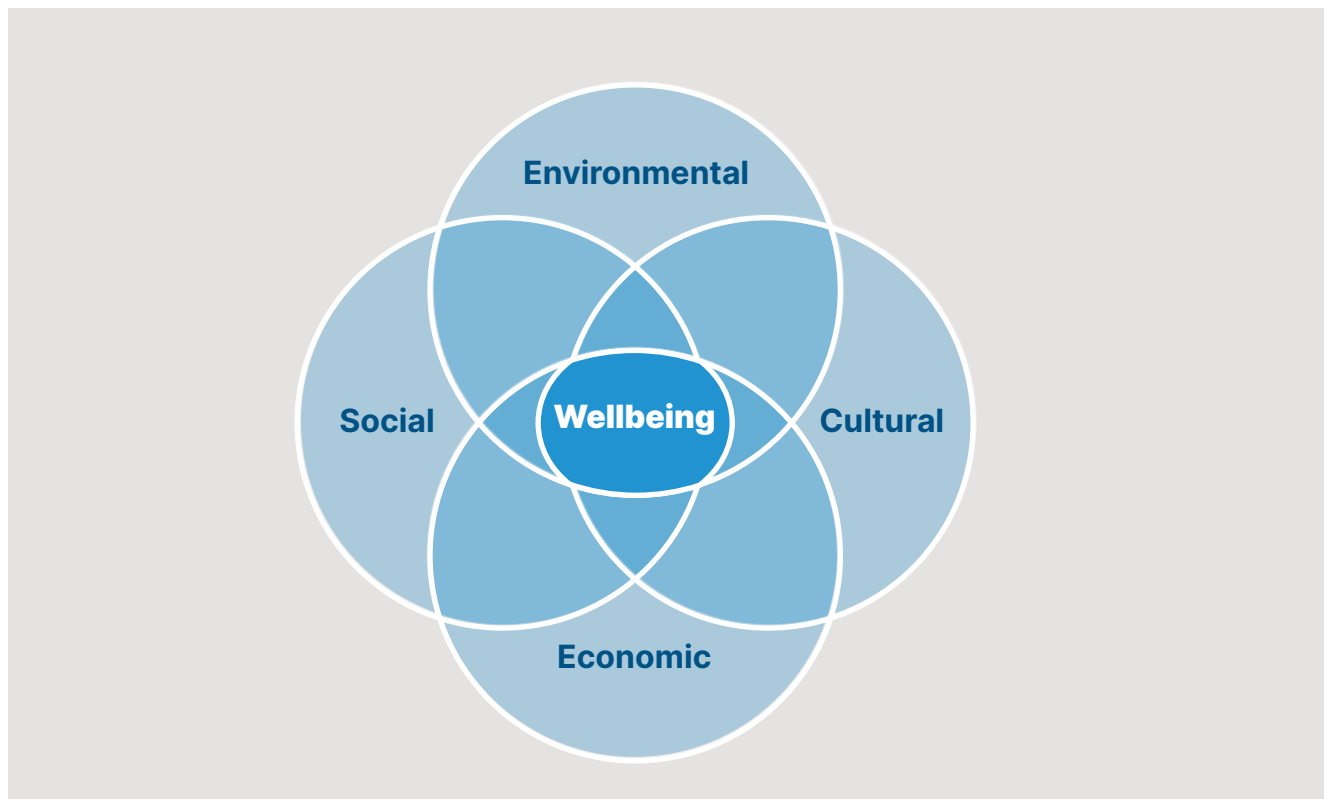 Environmental
Social
Wellbeing
Cultural
Economic